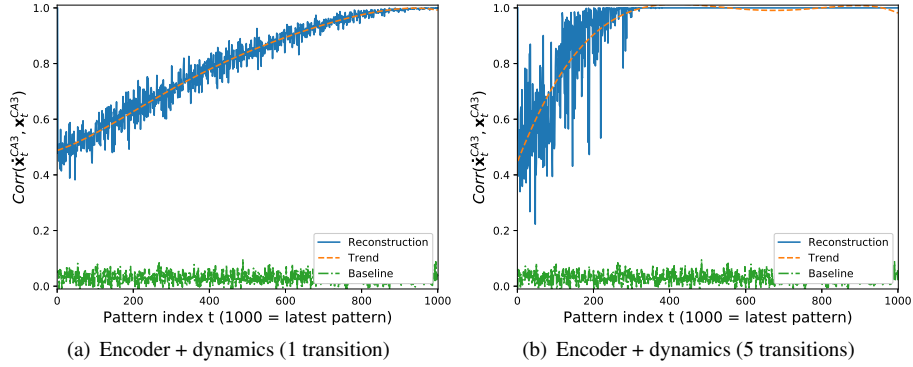 1.0
0.8
0.6
0.4
0.2
0.0
Corr(ẋ_t^CA3, x_t^CA3)
0 200 400 600 800 1000
Pattern index t (1000 = latest pattern)
Reconstruction
Trend
Baseline
(a) Encoder + dynamics (1 transition)
1.0
0.8
0.6
0.4
0.2
0.0
Corr(ẋ_t^CA3, x_t^CA3)
0 200 400 600 800 1000
Pattern index t (1000 = latest pattern)
Reconstruction
Trend
Baseline
(b) Encoder + dynamics (5 transitions)